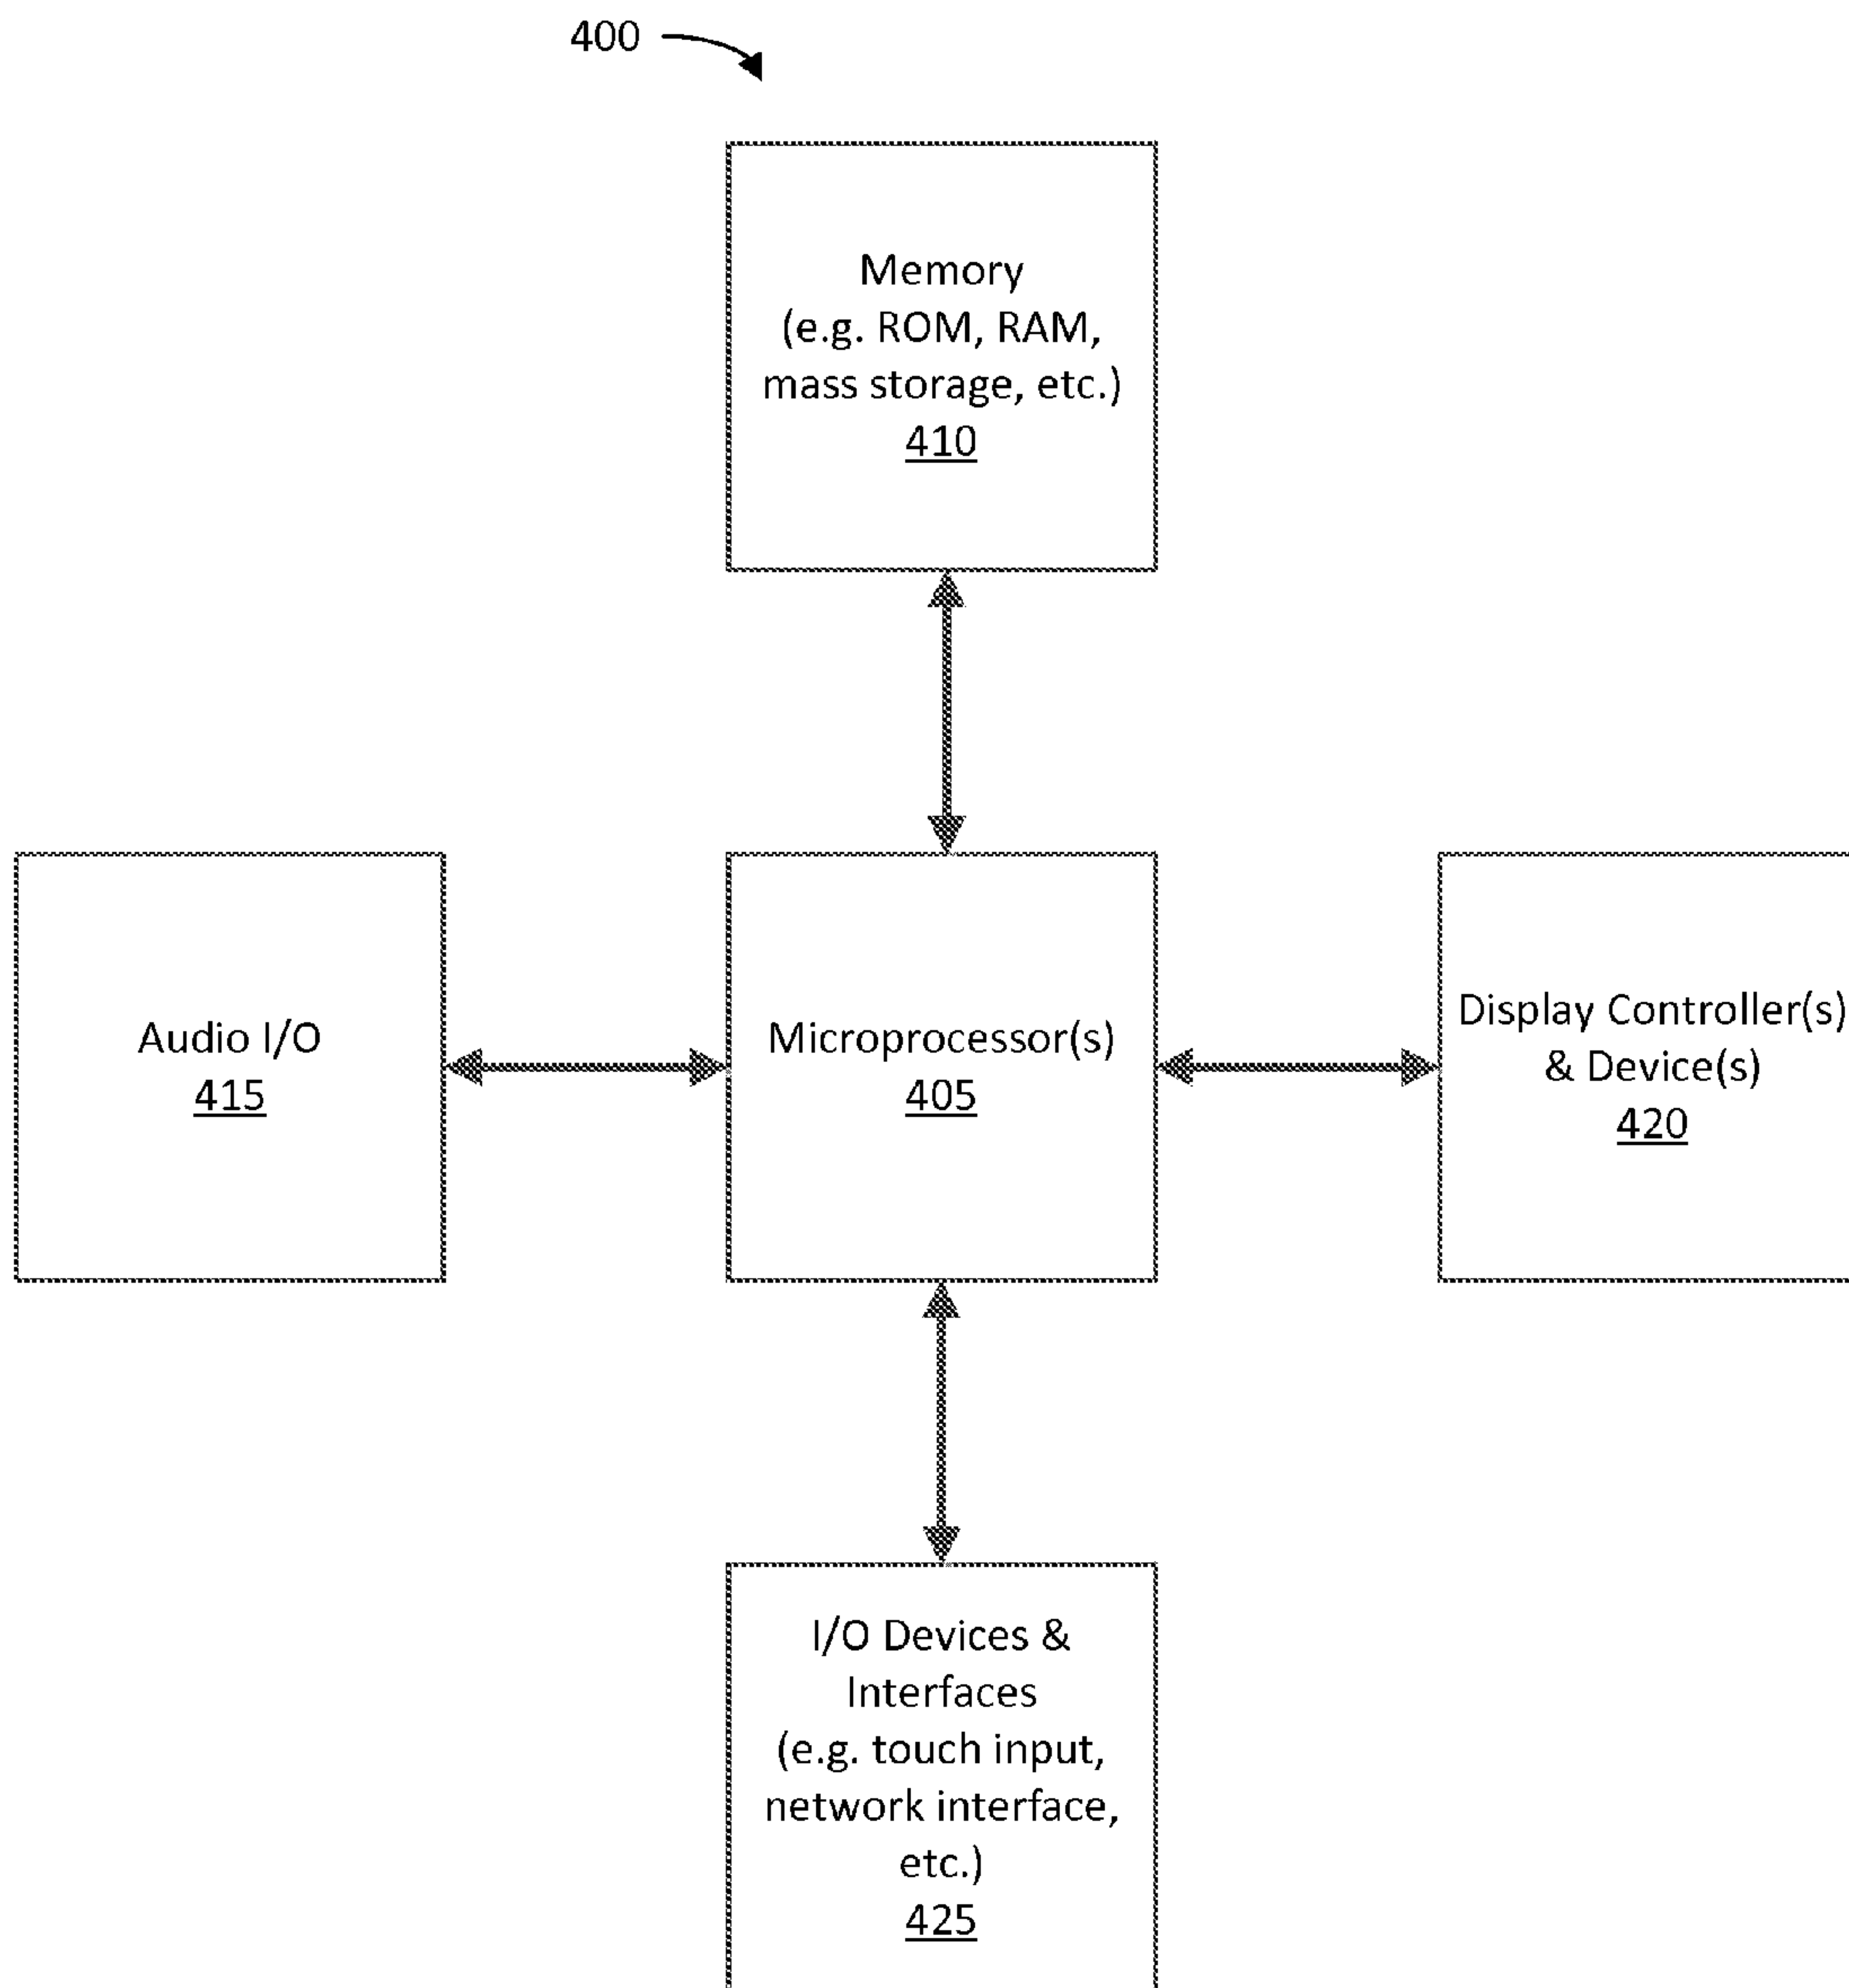 400
Memory
(e.g. ROM, RAM,
mass storage, etc.)
410
Audio I/O
415
Microprocessor(s)
405
Display Controller(s)
& Device(s)
420
I/O Devices &
Interfaces
(e.g. touch input,
network interface,
etc.)
425